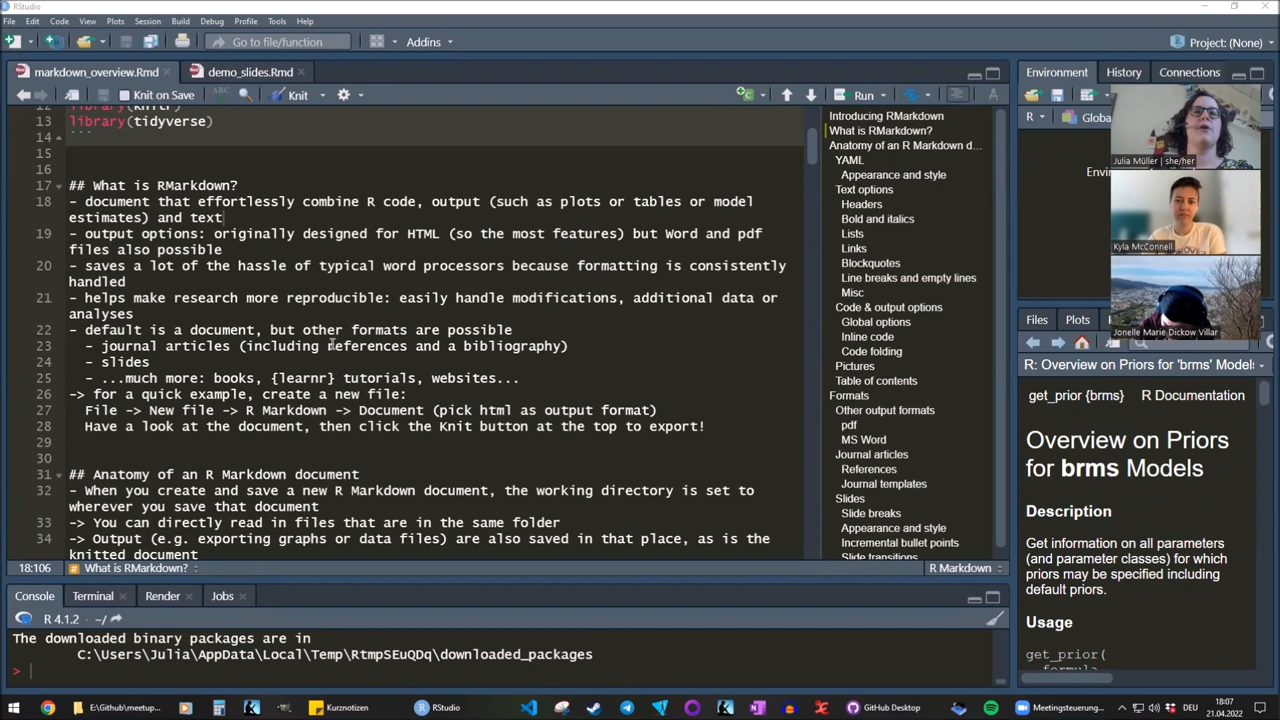 RStudio
File Edit Code View Plots Session Build Debug Profile Tools Help
Go to file/function Addins Project: (None)
markdown_overview.Rmd demo_slides.Rmd
Knit on Save ABC Knit Run
library(knitr)
13 library(tidyverse)
14 ```
15
16
17 ## What is RMarkdown?
18 - document that effortlessly combine R code, output (such as plots or tables or model
estimates) and text
19 - output options: originally designed for HTML (so the most features) but Word and pdf
files also possible
20 - saves a lot of the hassle of typical word processors because formatting is consistently
handled
21 - helps make research more reproducible: easily handle modifications, additional data or
analyses
22 - default is a document, but other formats are possible
23 - journal articles (including references and a bibliography)
24 - slides
25 - ...much more: books, {learnr} tutorials, websites...
26 -> for a quick example, create a new file:
27 File -> New file -> R Markdown -> Document (pick html as output format)
28 Have a look at the document, then click the Knit button at the top to export!
29
30
31 ## Anatomy of an R Markdown document
32 - When you create and save a new R Markdown document, the working directory is set to
wherever you save that document
33 -> You can directly read in files that are in the same folder
34 -> Output (e.g. exporting graphs or data files) are also saved in that place, as is the
knitted document
18:106 # What is RMarkdown? R Markdown
Introducing RMarkdown
What is RMarkdown?
Anatomy of an R Markdown d...
YAML
Appearance and style
Text options
Headers
Bold and italics
Lists
Links
Blockquotes
Line breaks and empty lines
Misc
Code & output options
Global options
Inline code
Code folding
Pictures
Table of contents
Formats
Other output formats
pdf
MS Word
Journal articles
References
Journal templates
Slides
Slide breaks
Appearance and style
Incremental bullet points
Slide transitions
Console Terminal Render Jobs
R 4.1.2 · ~/
The downloaded binary packages are in
C:\Users\Julia\AppData\Local\Temp\RtmpSEuQDq\downloaded_packages
>
Environment History Connections
R Global
Env
Julia Müller | she/her
Kyla McConnell
Jonelle Marie Dickow Villar
Files Plots
R: Overview on Priors for 'brms' Models
get_prior {brms} R Documentation
Overview on Priors
for brms Models
Description
Get information on all parameters
(and parameter classes) for which
priors may be specified including
default priors.
Usage
get_prior(
formula,
E:\Github\meetup... Kurznotizen RStudio GitHub Desktop Meetingsteuerung... DEU 18:07
21.04.2022